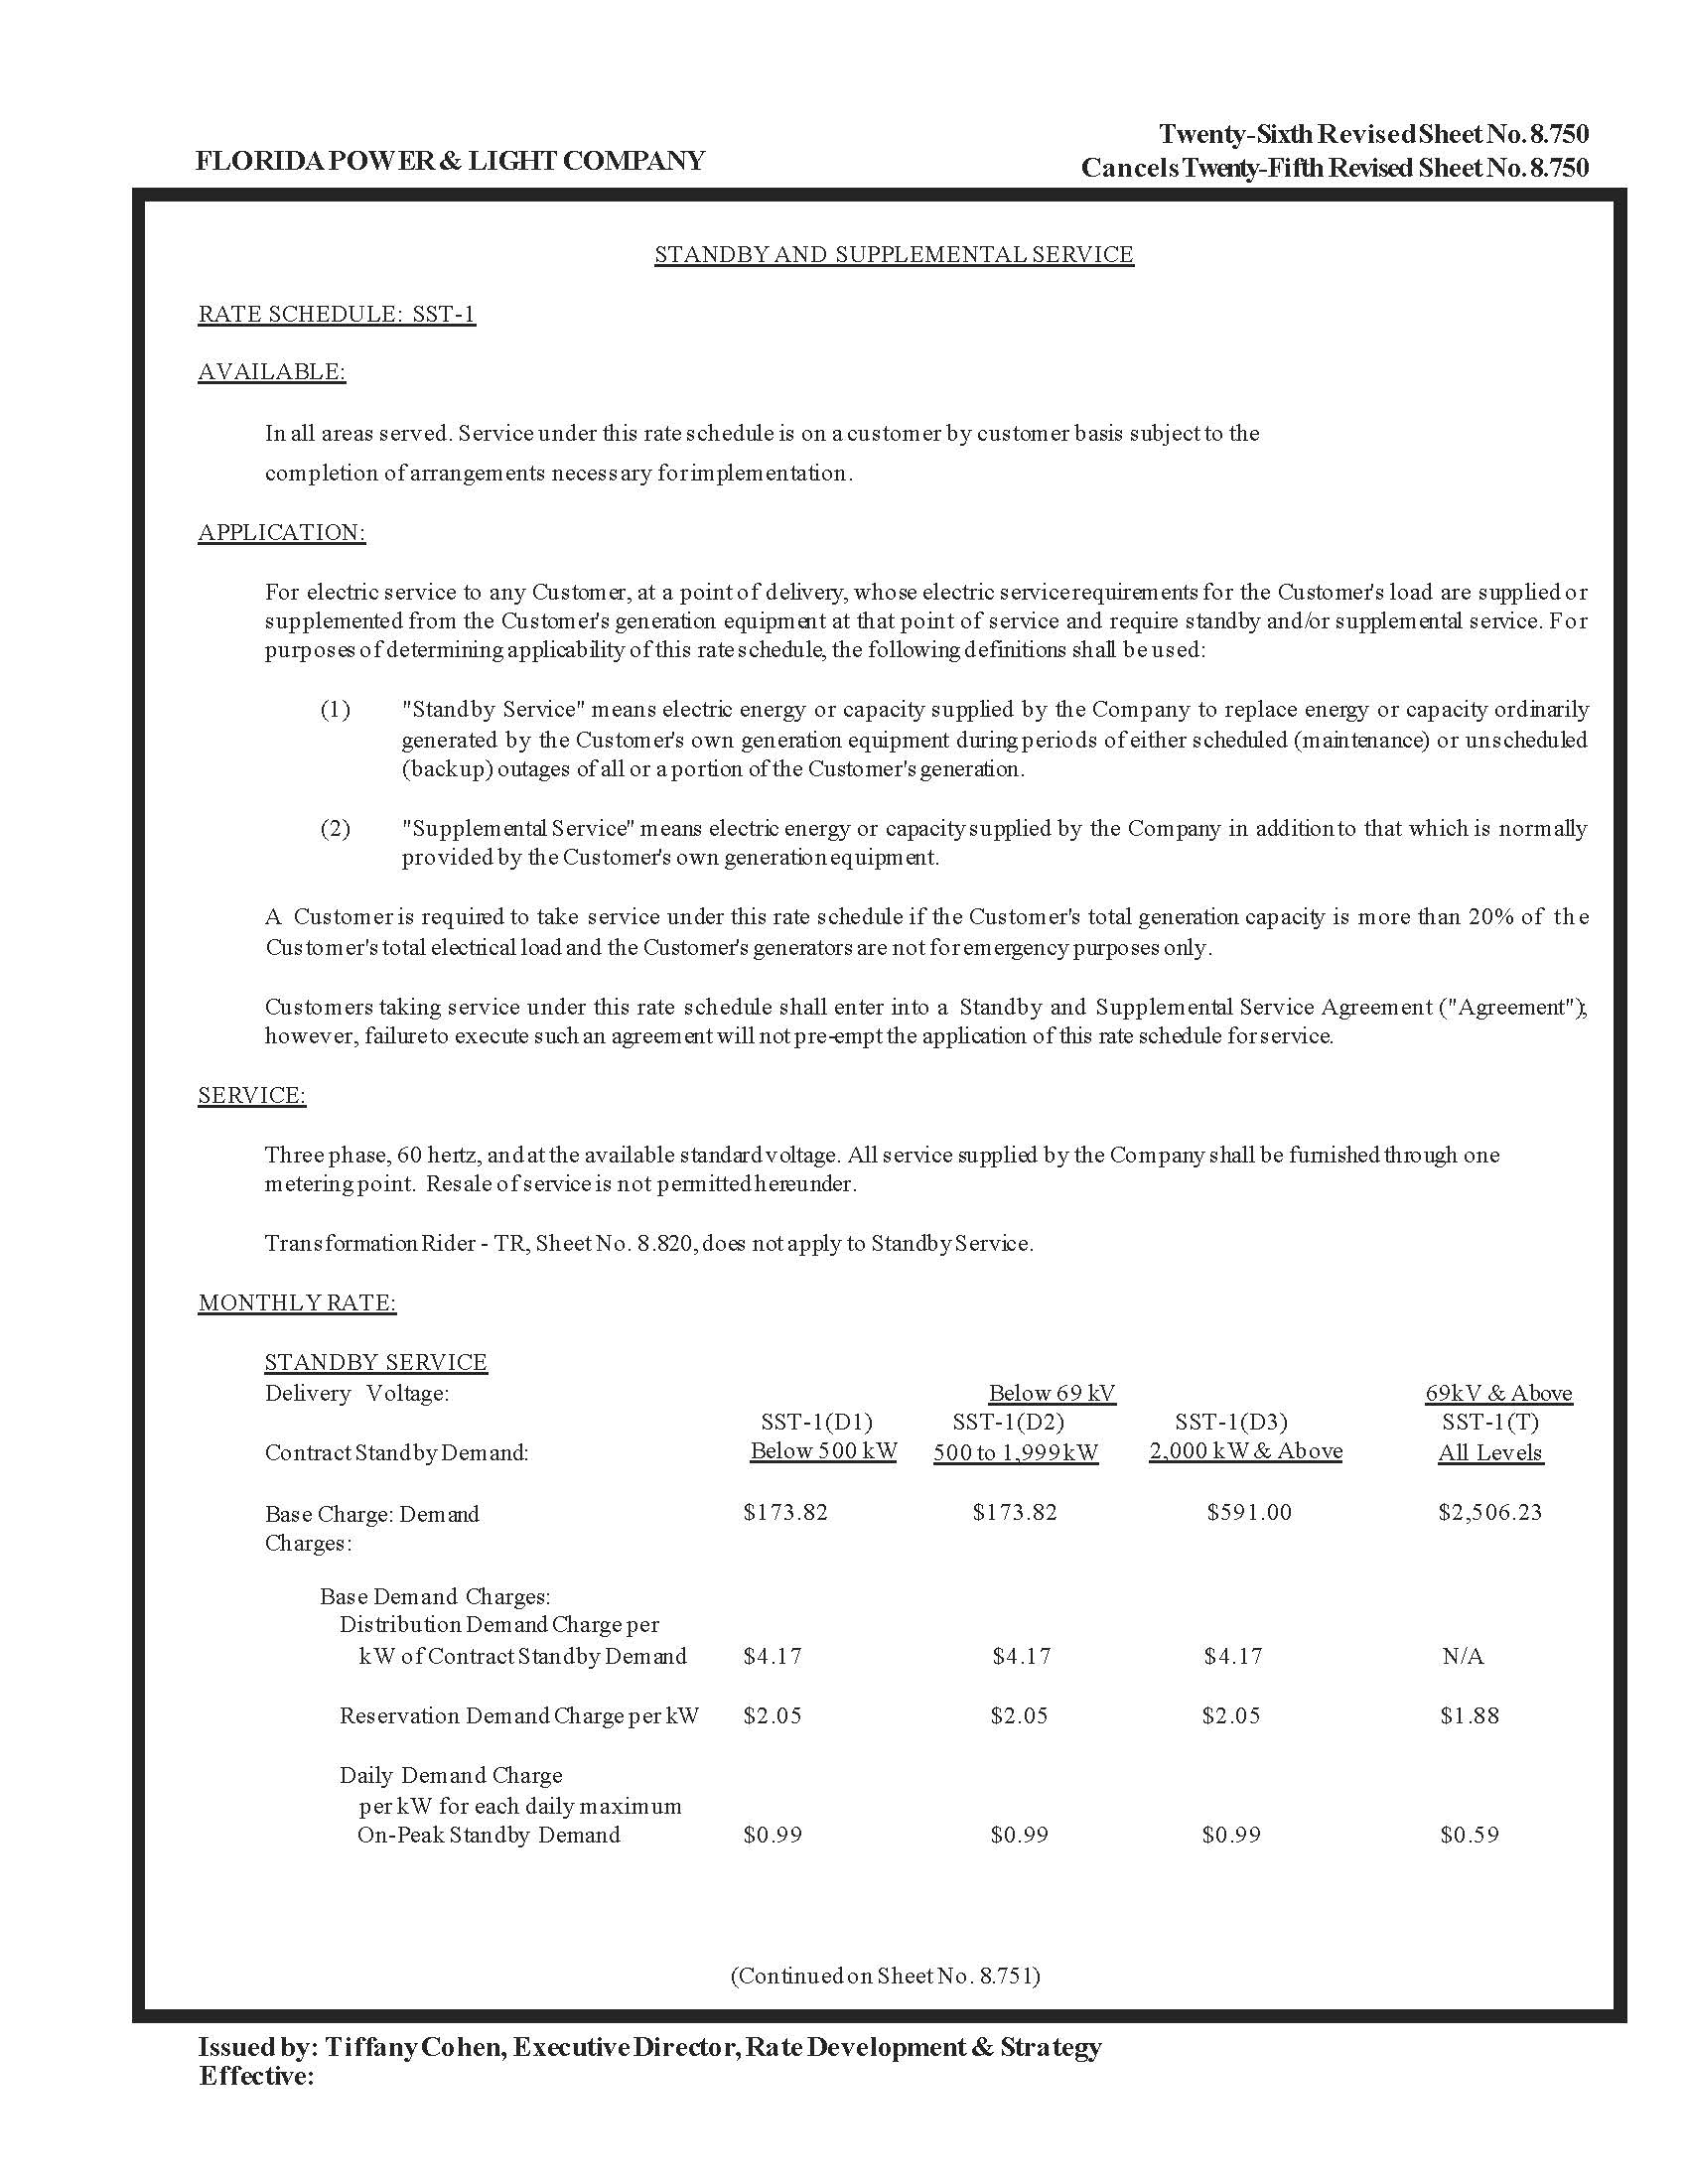 FLORIDA POWER & LIGHT COMPANY
Twenty-Sixth Revised Sheet No. 8.750
Cancels Twenty-Fifth Revised Sheet No. 8.750
STANDBY AND SUPPLEMENTAL SERVICE
RATE SCHEDULE: SST-1
AVAILABLE:
In all areas served. Service under this rate schedule is on a customer by customer basis subject to the
completion of arrangements necessary for implementation.
APPLICATION:
For electric service to any Customer, at a point of delivery, whose electric service requirements for the Customer's load are supplied or
supplemented from the Customer's generation equipment at that point of service and require standby and/or supplemental service. For
purposes of determining applicability of this rate schedule, the following definitions shall be used:
(1) "Standby Service" means electric energy or capacity supplied by the Company to replace energy or capacity ordinarily
generated by the Customer's own generation equipment during periods of either scheduled (maintenance) or unscheduled
(backup) outages of all or a portion of the Customer's generation.
(2) "Supplemental Service" means electric energy or capacity supplied by the Company in addition to that which is normally
provided by the Customer's own generation equipment.
A Customer is required to take service under this rate schedule if the Customer's total generation capacity is more than 20% of the
Customer's total electrical load and the Customer's generators are not for emergency purposes only.
Customers taking service under this rate schedule shall enter into a Standby and Supplemental Service Agreement ("Agreement");
however, failure to execute such an agreement will not pre-empt the application of this rate schedule for service.
SERVICE:
Three phase, 60 hertz, and at the available standard voltage. All service supplied by the Company shall be furnished through one
metering point. Resale of service is not permitted hereunder.
Transformation Rider - TR, Sheet No. 8.820, does not apply to Standby Service.
MONTHLY RATE:
STANDBY SERVICE
Delivery Voltage: Below 69 kV 69kV & Above
SST-1(D1) SST-1(D2) SST-1(D3) SST-1(T)
Contract Standby Demand: Below 500 kW 500 to 1,999 kW 2,000 kW & Above All Levels
Base Charge: Demand $173.82 $173.82 $591.00 $2,506.23
Charges:
Base Demand Charges:
Distribution Demand Charge per
kW of Contract Standby Demand $4.17 $4.17 $4.17 N/A
Reservation Demand Charge per kW $2.05 $2.05 $2.05 $1.88
Daily Demand Charge
per kW for each daily maximum
On-Peak Standby Demand $0.99 $0.99 $0.99 $0.59
(Continued on Sheet No. 8.751)
Issued by: Tiffany Cohen, Executive Director, Rate Development & Strategy
Effective: